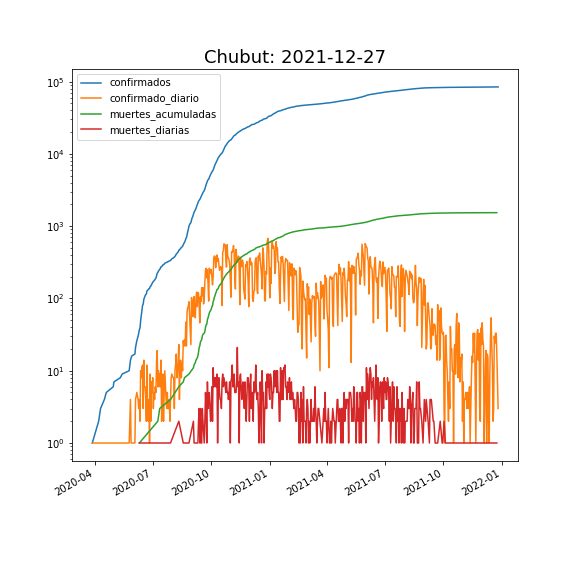 Chubut: 2021-12-27
confirmados
confirmado_diario
muertes_acumuladas
muertes_diarias
10^5
10^4
10^3
10^2
10^1
10^0
2020-04
2020-07
2020-10
2021-01
2021-04
2021-07
2021-10
2022-01